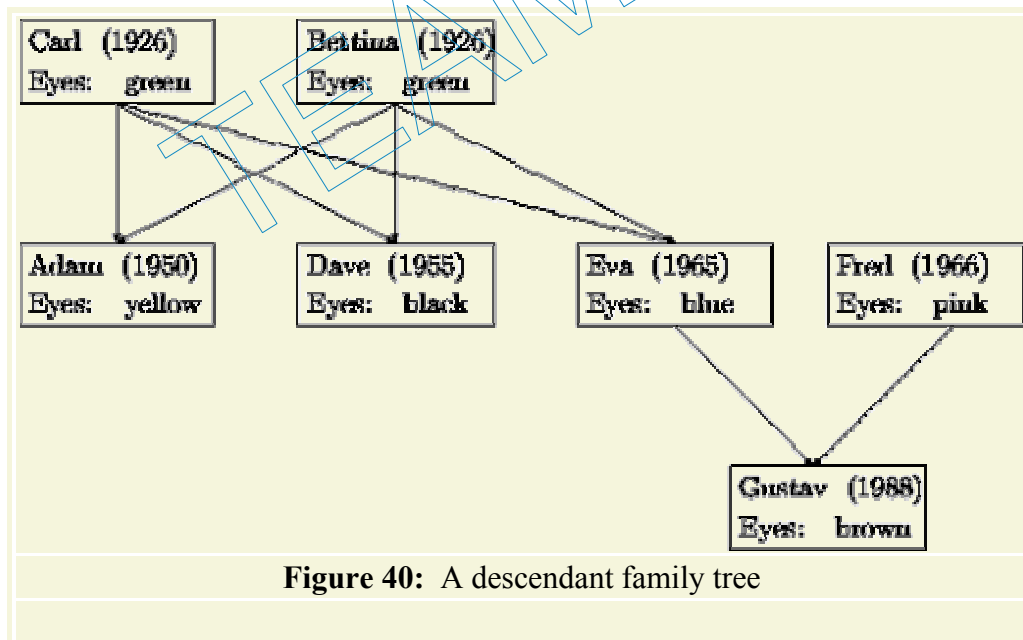 Carl (1926)
Eyes: green
Bettina (1926)
Eyes: green
Adam (1950)
Eyes: yellow
Dave (1955)
Eyes: black
Eva (1965)
Eyes: blue
Fred (1966)
Eyes: pink
Gustav (1988)
Eyes: brown
Figure 40: A descendant family tree
TEAM